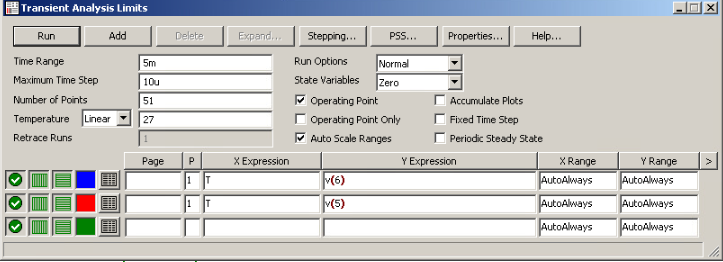 Transient Analysis Limits
Run Add Delete Expand... Stepping... PSS... Properties... Help...
Time Range 5m Run Options Normal
Maximum Time Step 10u State Variables Zero
Number of Points 51 Operating Point Accumulate Plots
Temperature Linear 27 Operating Point Only Fixed Time Step
Retrace Runs 1 Auto Scale Ranges Periodic Steady State
Page P X Expression Y Expression X Range Y Range >
1 T v(6) AutoAlways AutoAlways
1 T v(5) AutoAlways AutoAlways
AutoAlways AutoAlways